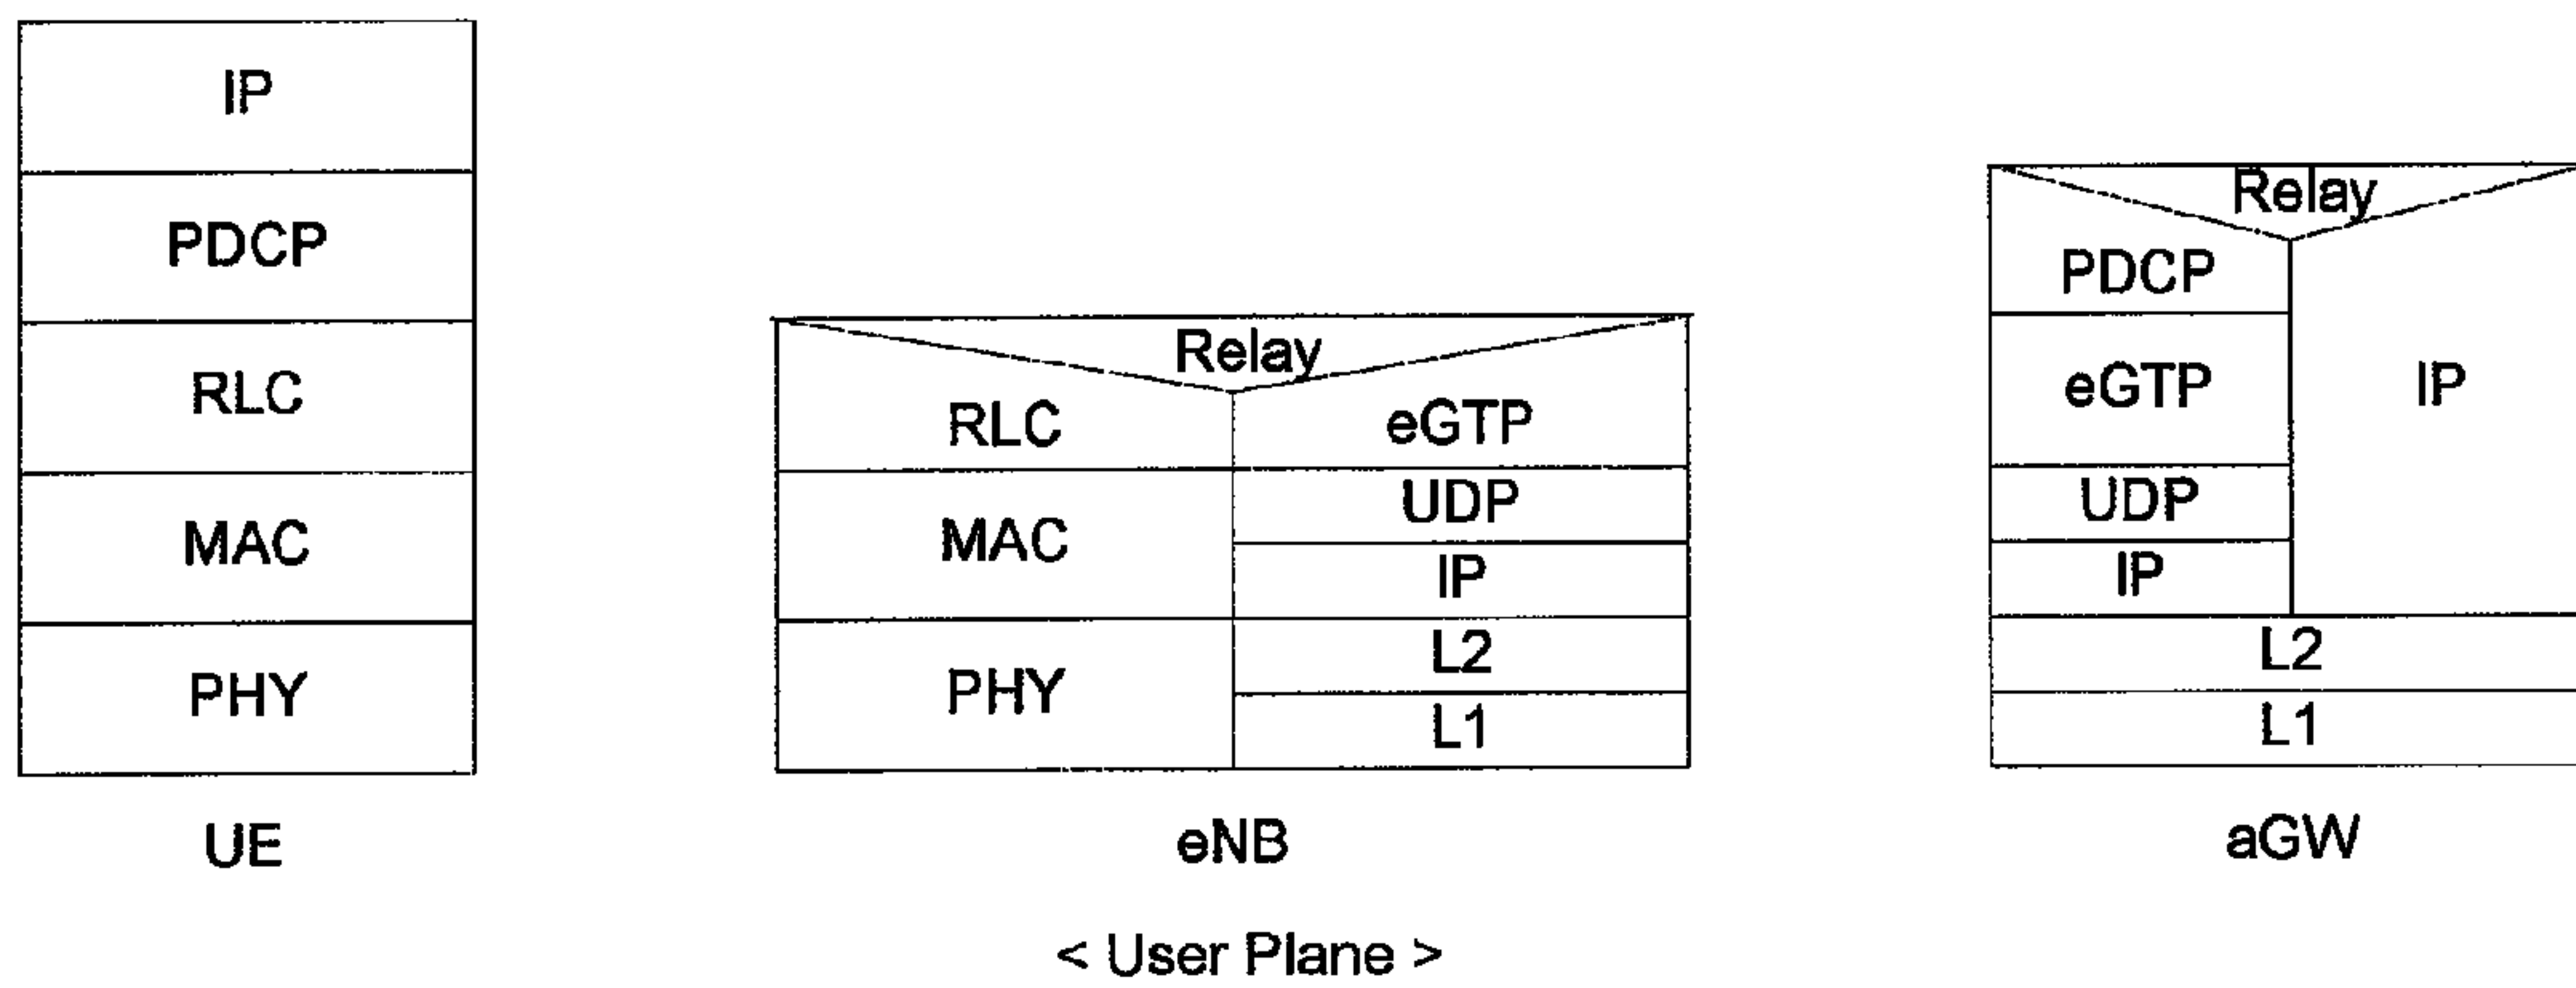 IP
PDCP
RLC
MAC
PHY
UE
Relay
RLC
eGTP
MAC
UDP
IP
PHY
L2
L1
eNB
Relay
PDCP
eGTP
IP
UDP
IP
L2
L1
aGW
< User Plane >